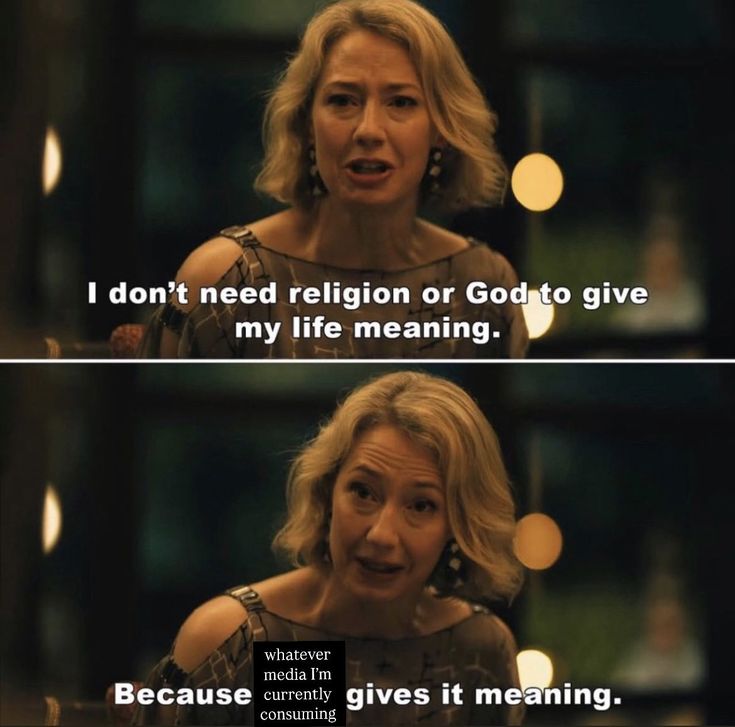 I don't need religion or God to give
my life meaning.
whatever
media I'm
Because currently gives it meaning.
consuming